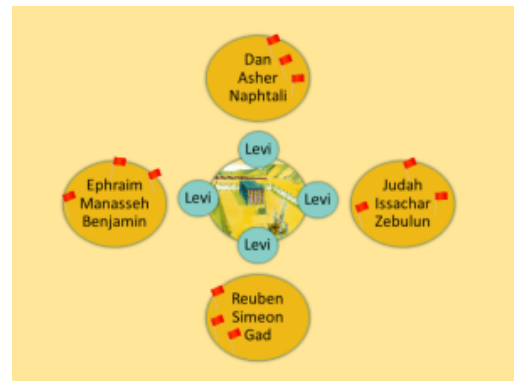 Dan
Asher
Naphtali
Levi
Ephraim
Manasseh
Benjamin
Levi
Levi
Judah
Issachar
Zebulun
Levi
Reuben
Simeon
Gad